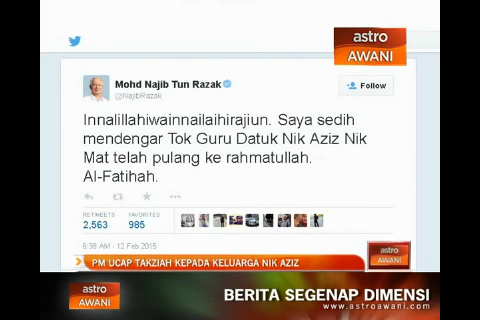 astro
AWANI
Mohd Najib Tun Razak
@NajibRazak
Follow
Innalillahiwainnailaihirajiun. Saya sedih
mendengar Tok Guru Datuk Nik Aziz Nik
Mat telah pulang ke rahmatullah.
Al-Fatihah.
RETWEETS FAVORITES
2,563 985
6:38 AM - 12 Feb 2015
PM UCAP TAKZIAH KEPADA KELUARGA NIK AZIZ
astro
AWANI
astro
AWANI
BERITA SEGENAP DIMENSI
www.astroawani.com